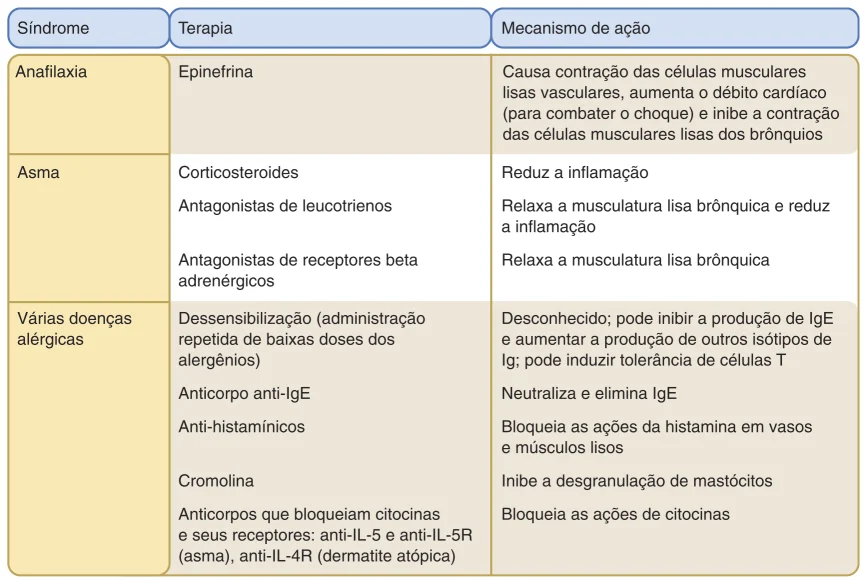 Síndrome
Terapia
Mecanismo de ação
Anafilaxia
Epinefrina
Causa contração das células musculares
lisas vasculares, aumenta o débito cardíaco
(para combater o choque) e inibe a contração
das células musculares lisas dos brônquios
Asma
Corticosteroides
Reduz a inflamação
Antagonistas de leucotrienos
Relaxa a musculatura lisa brônquica e reduz
a inflamação
Antagonistas de receptores beta
adrenérgicos
Relaxa a musculatura lisa brônquica
Várias doenças
alérgicas
Dessensibilização (administração
repetida de baixas doses dos
alergênios)
Desconhecido; pode inibir a produção de IgE
e aumentar a produção de outros isótipos de
Ig; pode induzir tolerância de células T
Anticorpo anti-IgE
Neutraliza e elimina IgE
Anti-histamínicos
Bloqueia as ações da histamina em vasos
e músculos lisos
Cromolina
Inibe a desgranulação de mastócitos
Anticorpos que bloqueiam citocinas
e seus receptores: anti-IL-5 e anti-IL-5R
(asma), anti-IL-4R (dermatite atópica)
Bloqueia as ações de citocinas